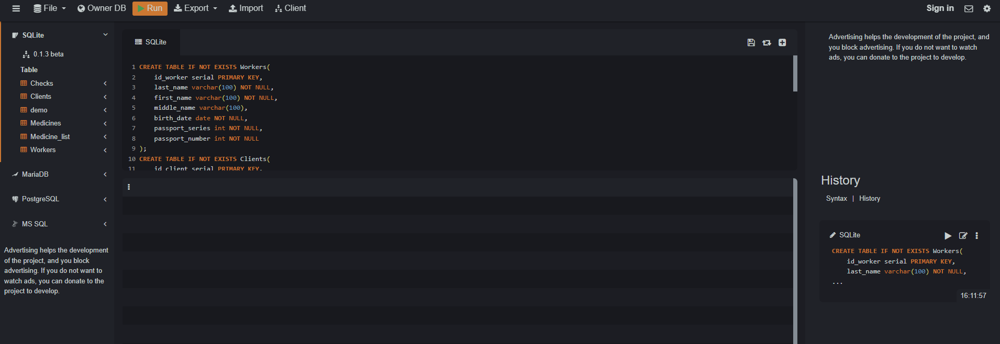 File
Owner DB
Run
Export
Import
Client
Sign in
SQLite
0.1.3 beta
Table
Checks
Clients
demo
Medicines
Medicine_list
Workers
MariaDB
PostgreSQL
MS SQL
Advertising helps the development
of the project, and you block
advertising. If you do not want to
watch ads, you can donate to the
project to develop.
SQLite
1 CREATE TABLE IF NOT EXISTS Workers(
2     id_worker serial PRIMARY KEY,
3     last_name varchar(100) NOT NULL,
4     first_name varchar(100) NOT NULL,
5     middle_name varchar(100),
6     birth_date date NOT NULL,
7     passport_series int NOT NULL,
8     passport_number int NOT NULL
9 );
10 CREATE TABLE IF NOT EXISTS Clients(
11     id_client serial PRIMARY KEY,
Advertising helps the development of the project, and
you block advertising. If you do not want to watch
ads, you can donate to the project to develop.
History
Syntax | History
SQLite
CREATE TABLE IF NOT EXISTS Workers(
    id_worker serial PRIMARY KEY,
    last_name varchar(100) NOT NULL,
...
16:11:57